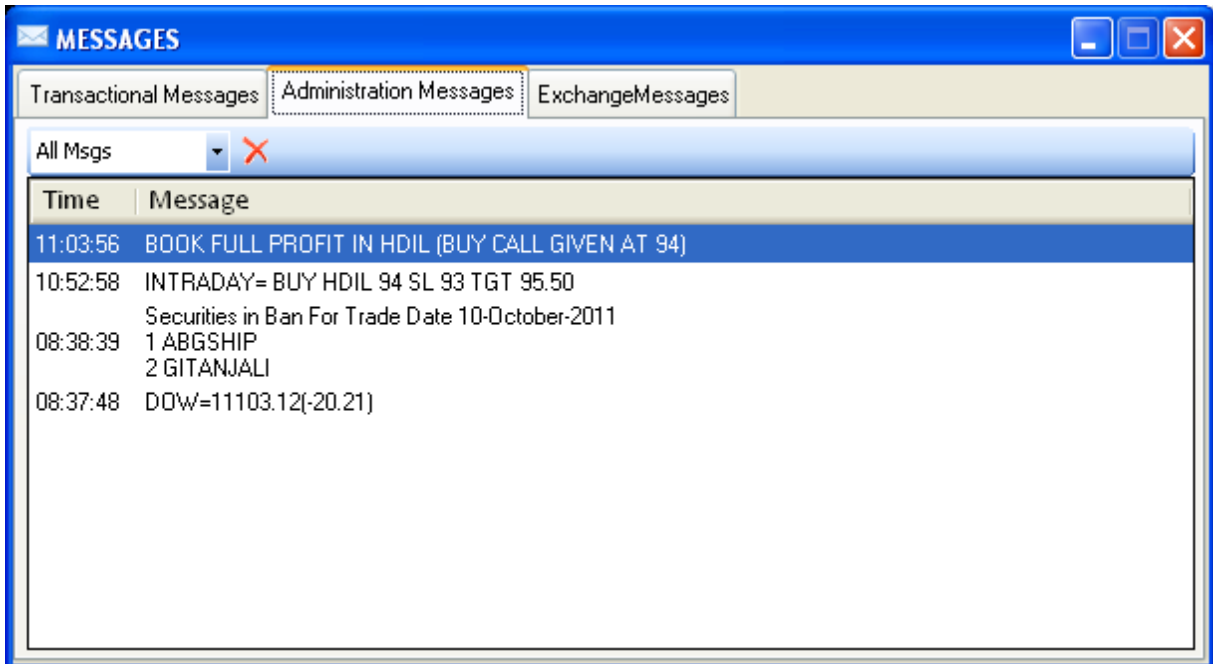 MESSAGES
Transactional Messages Administration Messages ExchangeMessages
All Msgs
Time Message
11:03:56 BOOK FULL PROFIT IN HDIL (BUY CALL GIVEN AT 94)
10:52:58 INTRADAY= BUY HDIL 94 SL 93 TGT 95.50
Securities in Ban For Trade Date 10-October-2011
08:38:39 1 ABGSHIP
2 GITANJALI
08:37:48 DOW=11103.12(-20.21)